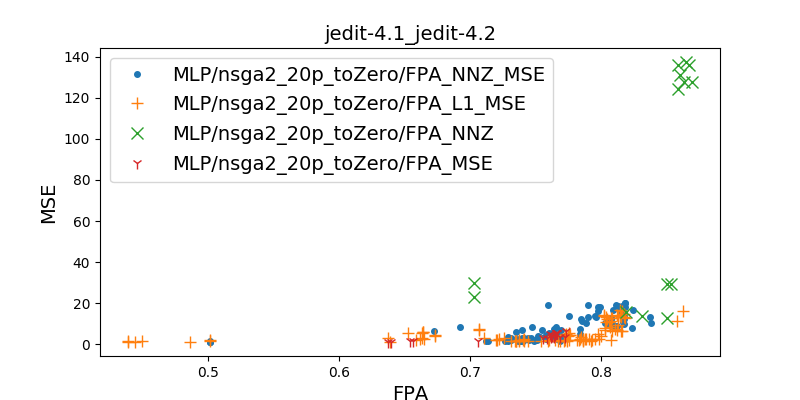 jedit-4.1_jedit-4.2
MLP/nsga2_20p_toZero/FPA_NNZ_MSE
MLP/nsga2_20p_toZero/FPA_L1_MSE
MLP/nsga2_20p_toZero/FPA_NNZ
MLP/nsga2_20p_toZero/FPA_MSE
MSE
140
120
100
80
60
40
20
0
0.5 0.6 0.7 0.8
FPA